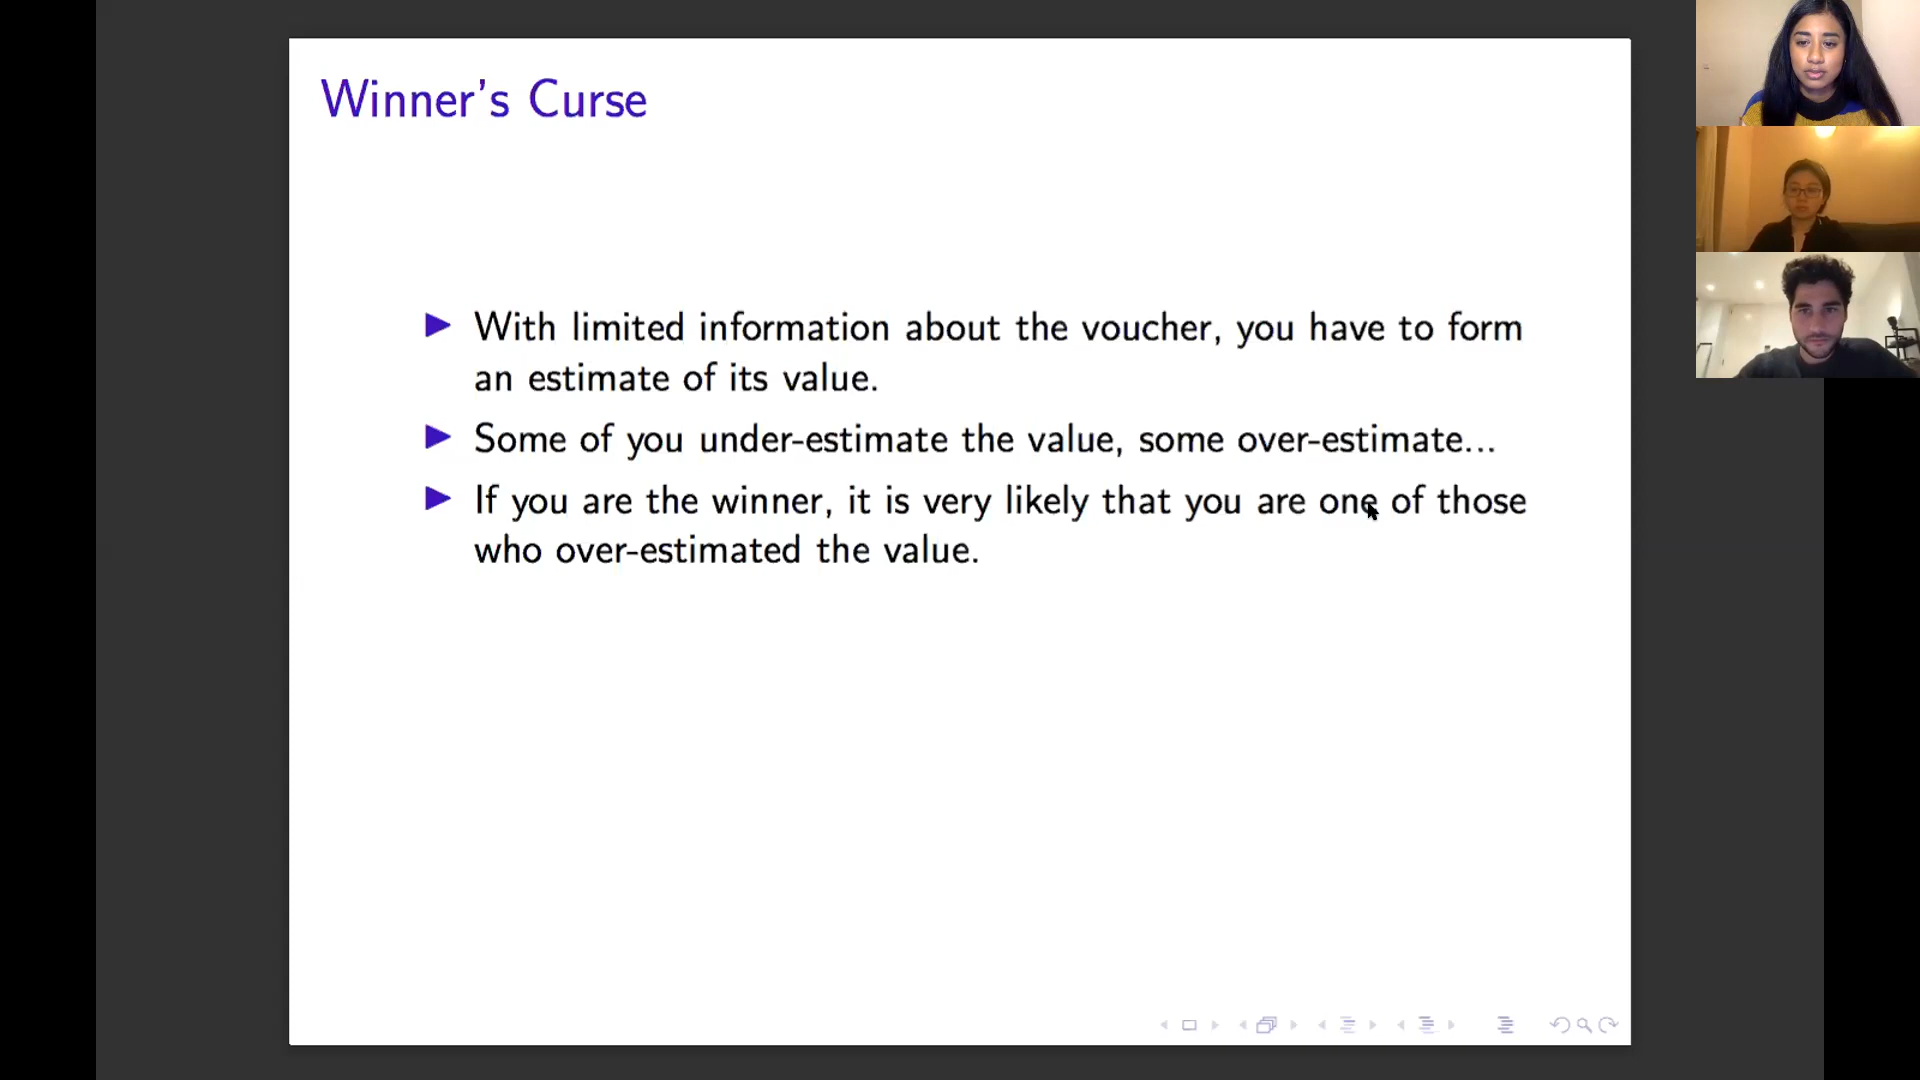 Winner's Curse
With limited information about the voucher, you have to form
an estimate of its value.
Some of you under-estimate the value, some over-estimate...
If you are the winner, it is very likely that you are one of those
who over-estimated the value.